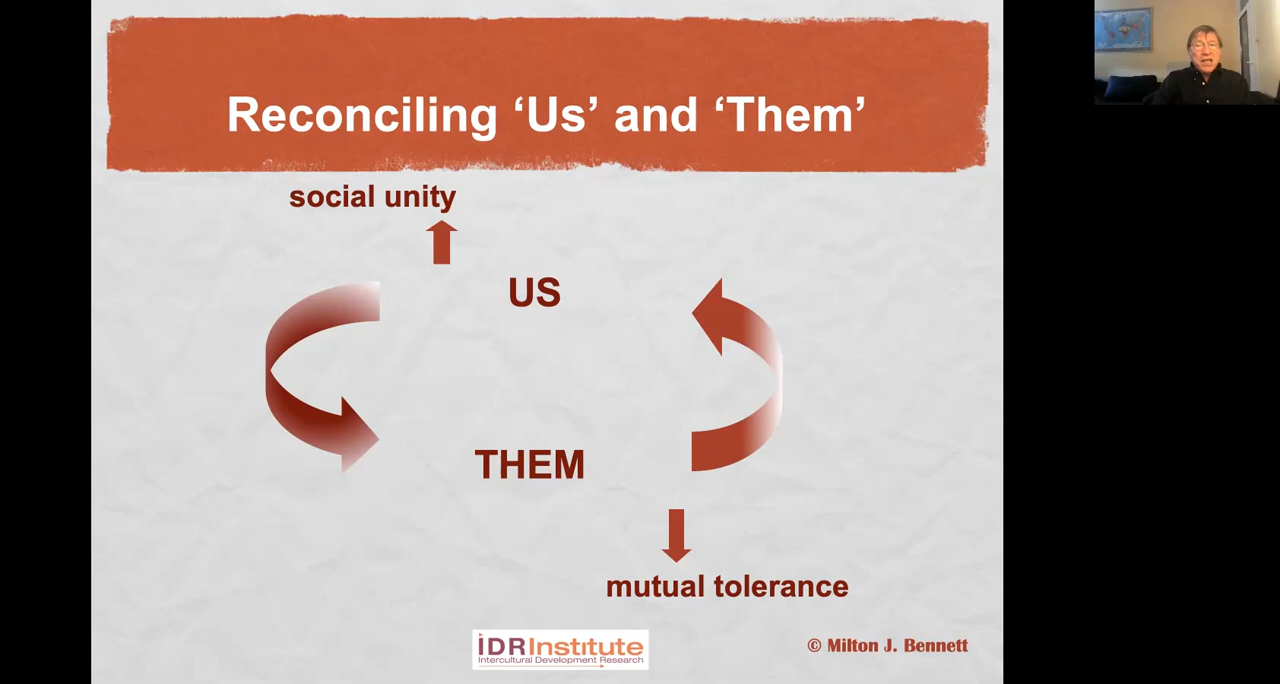 Reconciling ‘Us’ and ‘Them’
social unity
US
THEM
mutual tolerance
IDRInstitute
Intercultural Development Research
© Milton J. Bennett